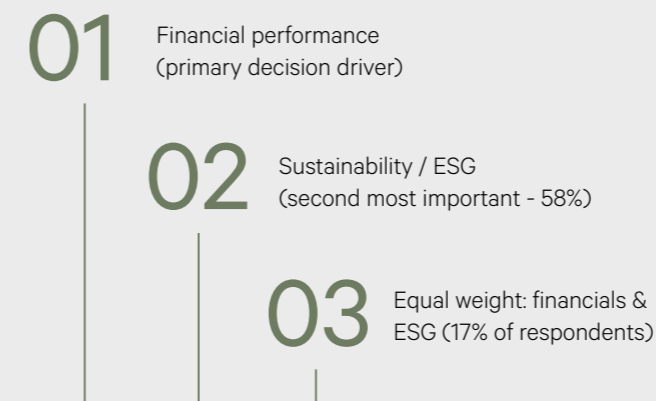 01
Financial performance
(primary decision driver)
02
Sustainability / ESG
(second most important - 58%)
03
Equal weight: financials &
ESG (17% of respondents)